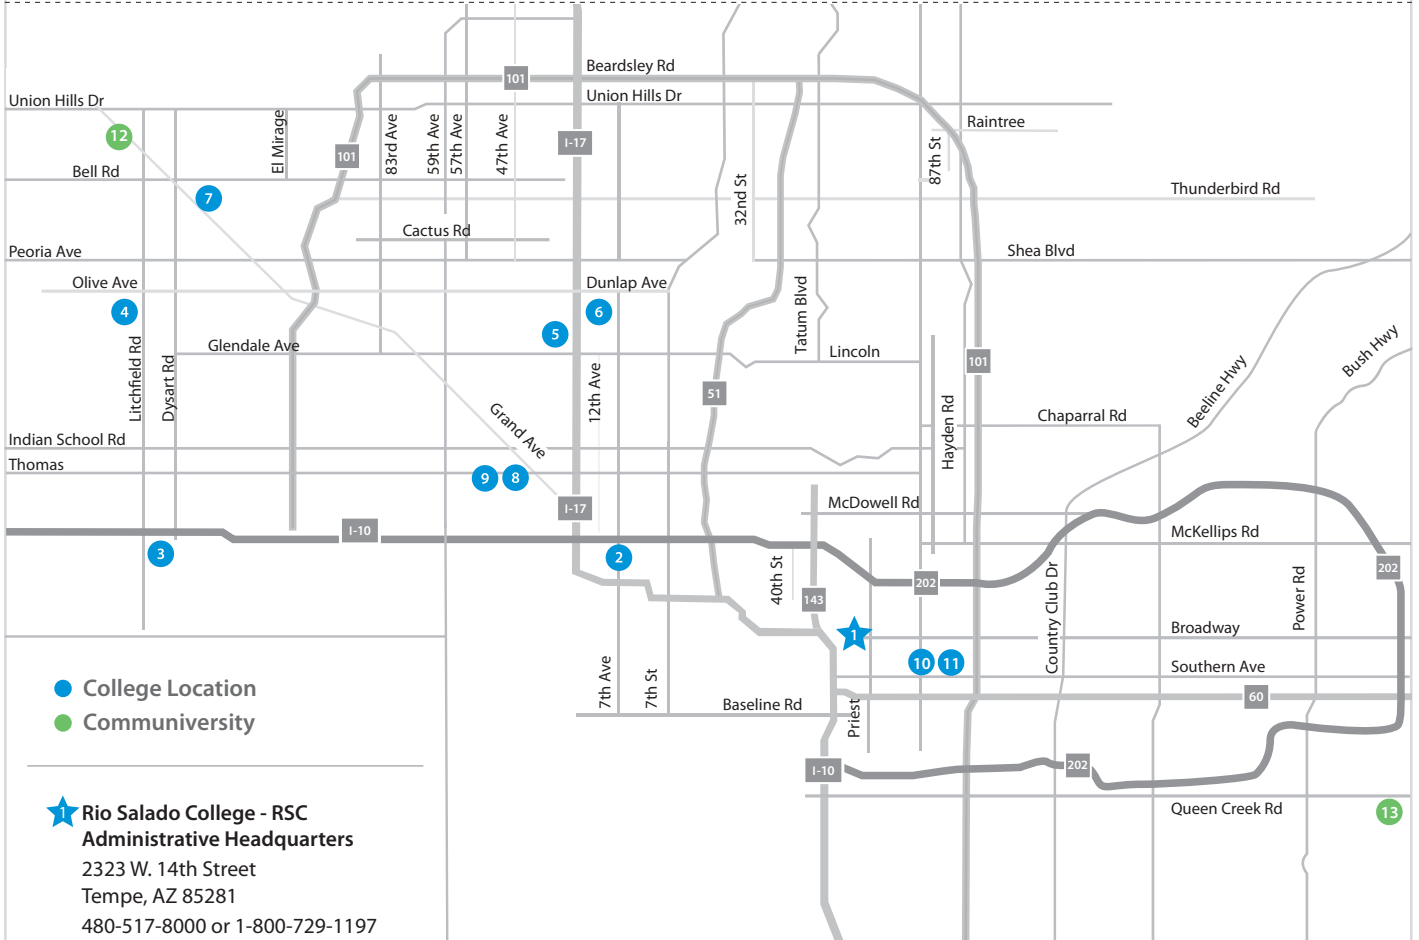 Beardsley Rd
101
Union Hills Dr
Union Hills Dr
12
El Mirage
101
83rd Ave
59th Ave
57th Ave
47th Ave
I-17
Raintree
87th St
Bell Rd
7
32nd St
Thunderbird Rd
Cactus Rd
Peoria Ave
Shea Blvd
Olive Ave
Dunlap Ave
4
6
5
Tatum Blvd
Litchfield Rd
Dysart Rd
Glendale Ave
Lincoln
101
51
12th Ave
Grand Ave
Hayden Rd
Chaparral Rd
Beeline Hwy
Bush Hwy
Indian School Rd
Thomas
9
8
I-17
McDowell Rd
I-10
McKellips Rd
3
2
40th St
143
202
202
Country Club Dr
Power Rd
1
Broadway
10
11
Southern Ave
7th Ave
7th St
60
Baseline Rd
Priest
I-10
202
Queen Creek Rd
13
College Location
Communiversity
1
Rio Salado College - RSC
Administrative Headquarters
2323 W. 14th Street
Tempe, AZ 85281
480-517-8000 or 1-800-729-1197